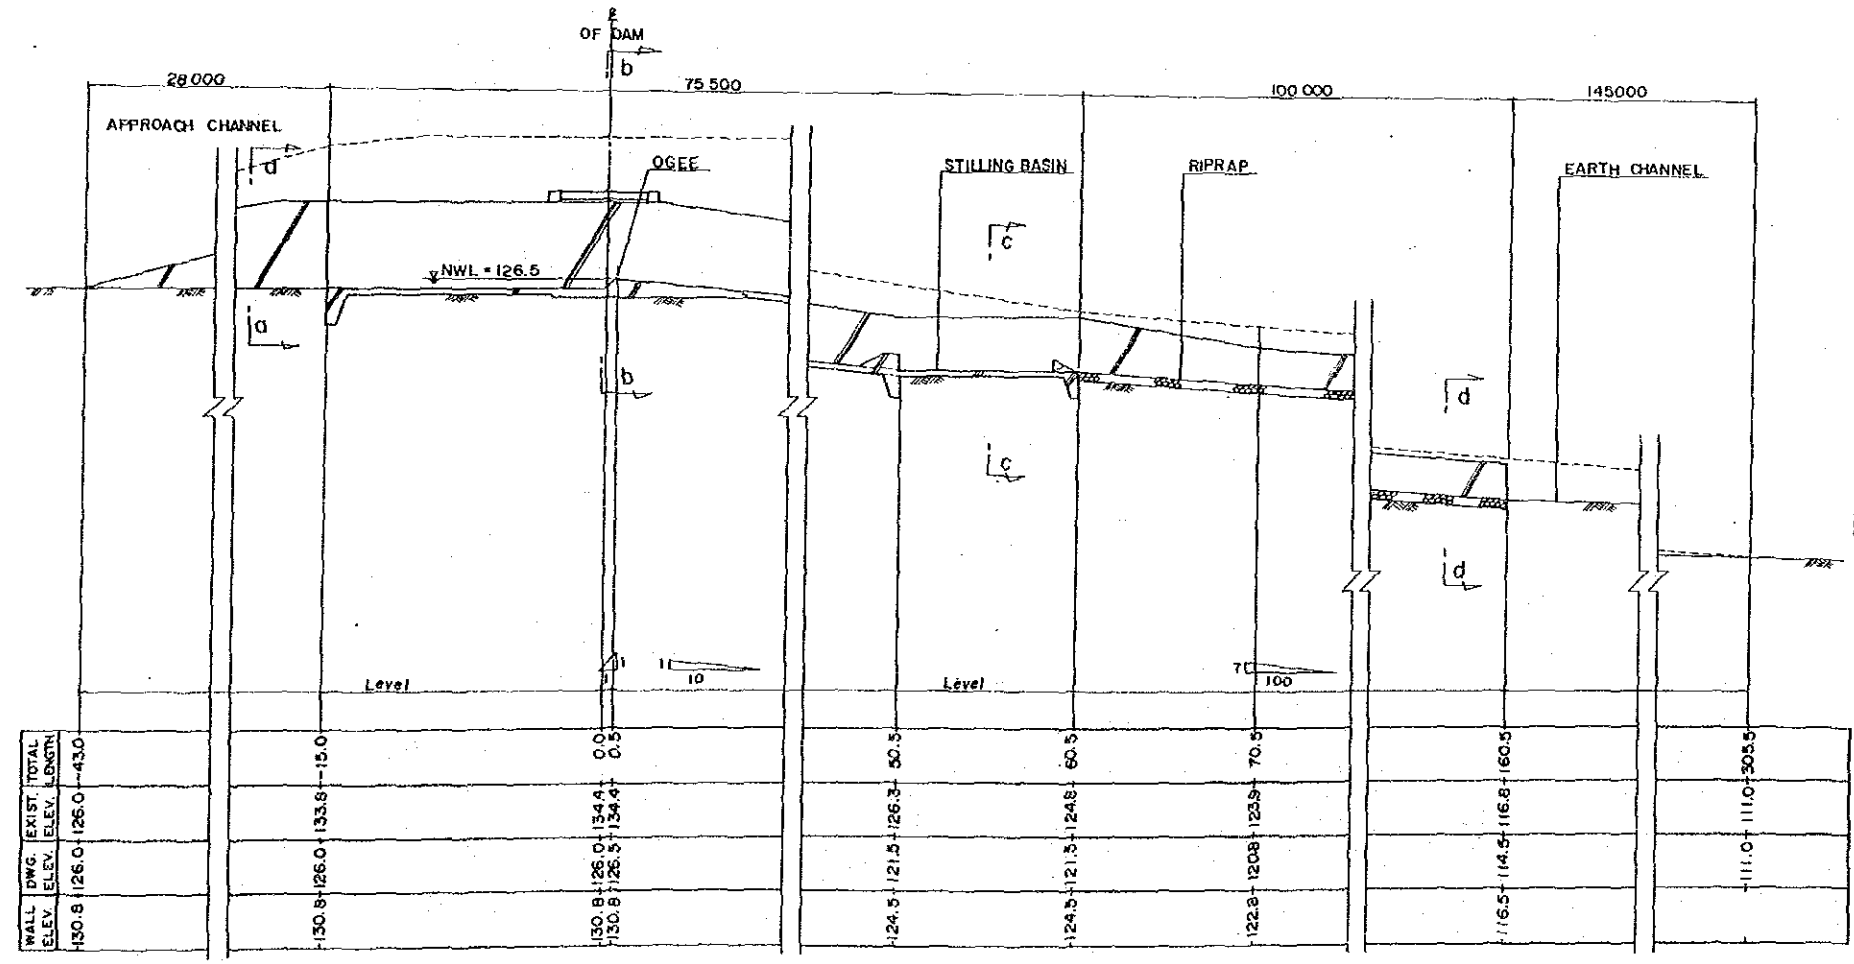 ℄
OF DAM
b
28 000
75 500
100 000
145000
APPROACH CHANNEL
d
OGEE
STILLING BASIN
RIPRAP
EARTH CHANNEL
c
NWL = 126.5
a
b
d
c
d
1
1
1
10
7
100
Level
Level
TOTAL LENGTH
-43.0
-15.0
0.0
0.5
50.5
60.5
70.5
160.5
305.5
EXIST. ELEV.
126.0
133.8
134.4
134.4
126.3
124.8
123.9
116.8
111.0
DWG. ELEV.
126.0
126.0
126.0
126.5
121.5
121.5
120.8
114.5
111.0
WALL ELEV.
130.8
130.8
130.8
130.8
124.5
124.5
122.8
116.5